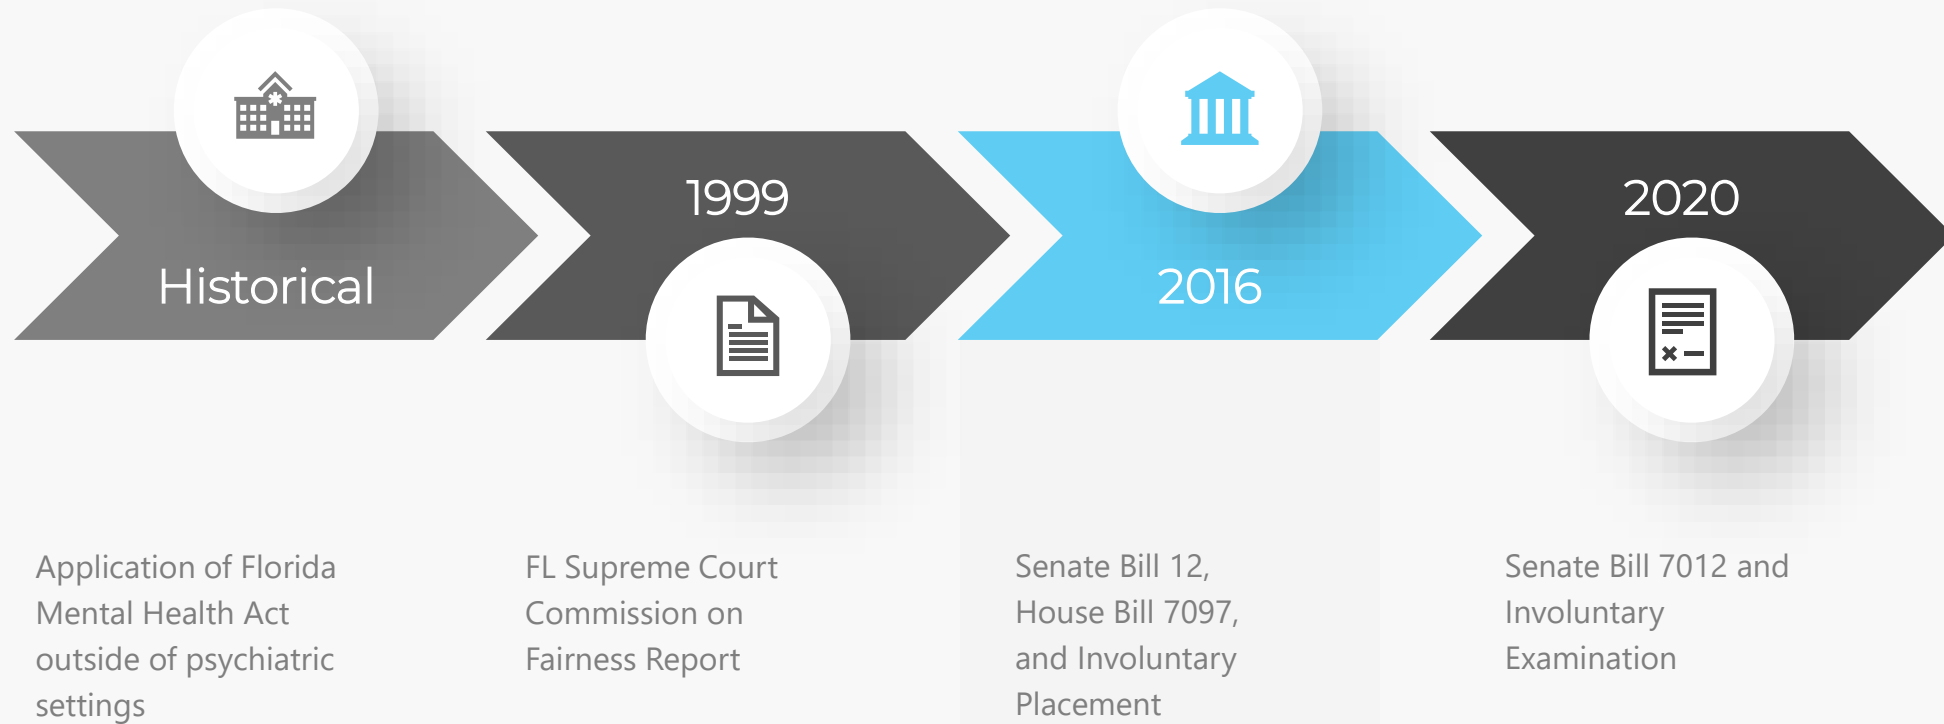 Historical
1999
2016
2020
Application of Florida
Mental Health Act
outside of psychiatric
settings
FL Supreme Court
Commission on
Fairness Report
Senate Bill 12,
House Bill 7097,
and Involuntary
Placement
Senate Bill 7012 and
Involuntary
Examination